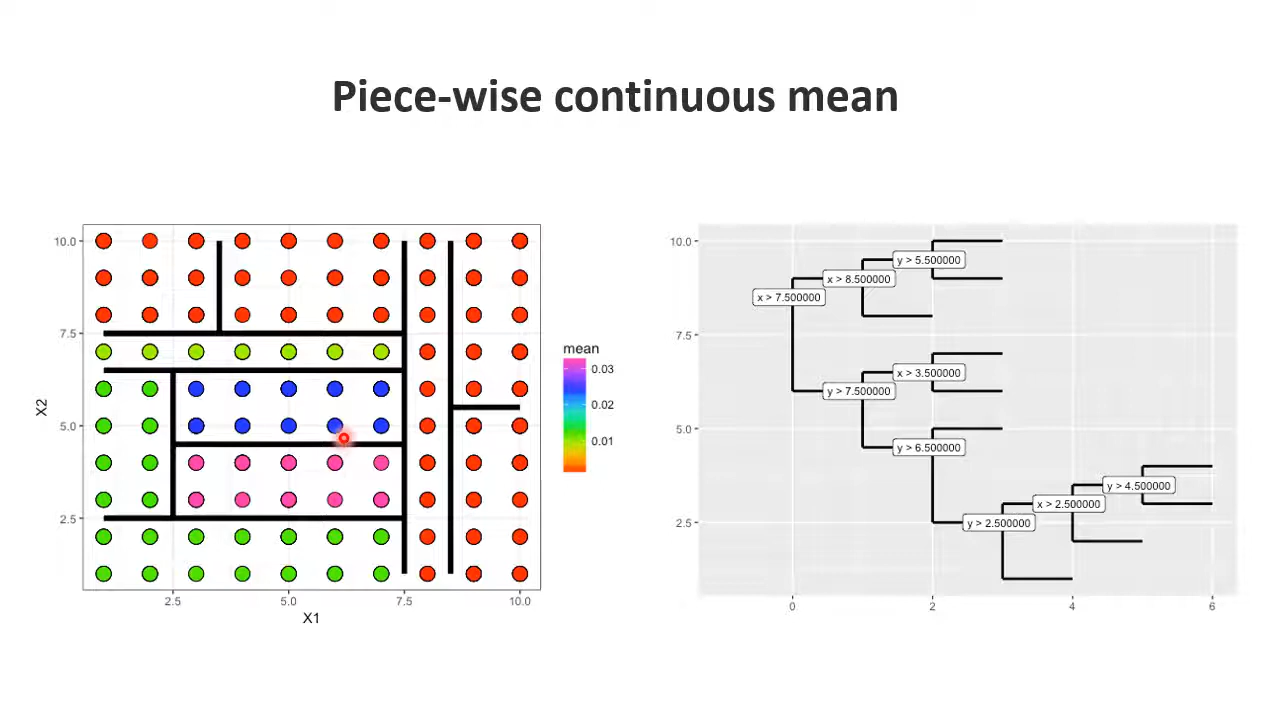 Piece-wise continuous mean
10.0
7.5
5.0
2.5
X2
2.5
5.0
7.5
10.0
X1
mean
0.03
0.02
0.01
10.0
7.5
5.0
2.5
y > 5.500000
x > 8.500000
x > 7.500000
x > 3.500000
y > 7.500000
y > 6.500000
y > 4.500000
x > 2.500000
y > 2.500000
0
2
4
6